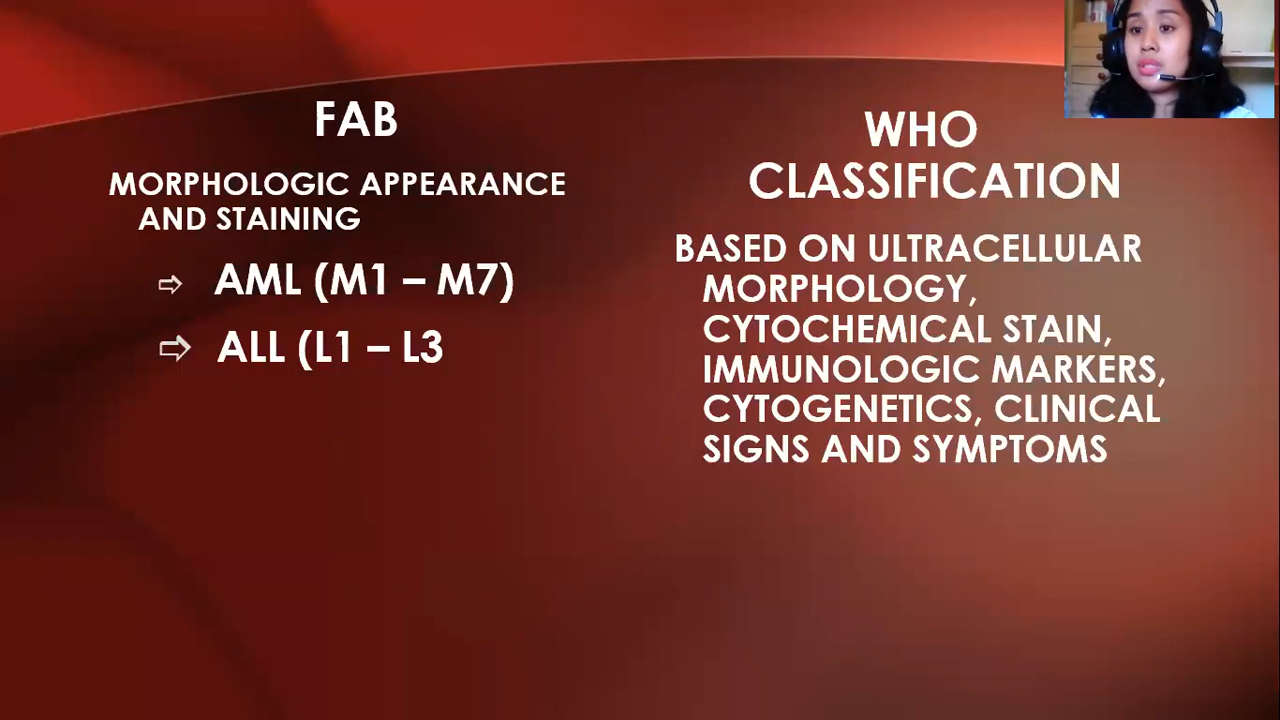 FAB
MORPHOLOGIC APPEARANCE
AND STAINING
⇨ AML (M1 – M7)
⇨ ALL (L1 – L3
WHO
CLASSIFICATION
BASED ON ULTRACELLULAR
MORPHOLOGY,
CYTOCHEMICAL STAIN,
IMMUNOLOGIC MARKERS,
CYTOGENETICS, CLINICAL
SIGNS AND SYMPTOMS